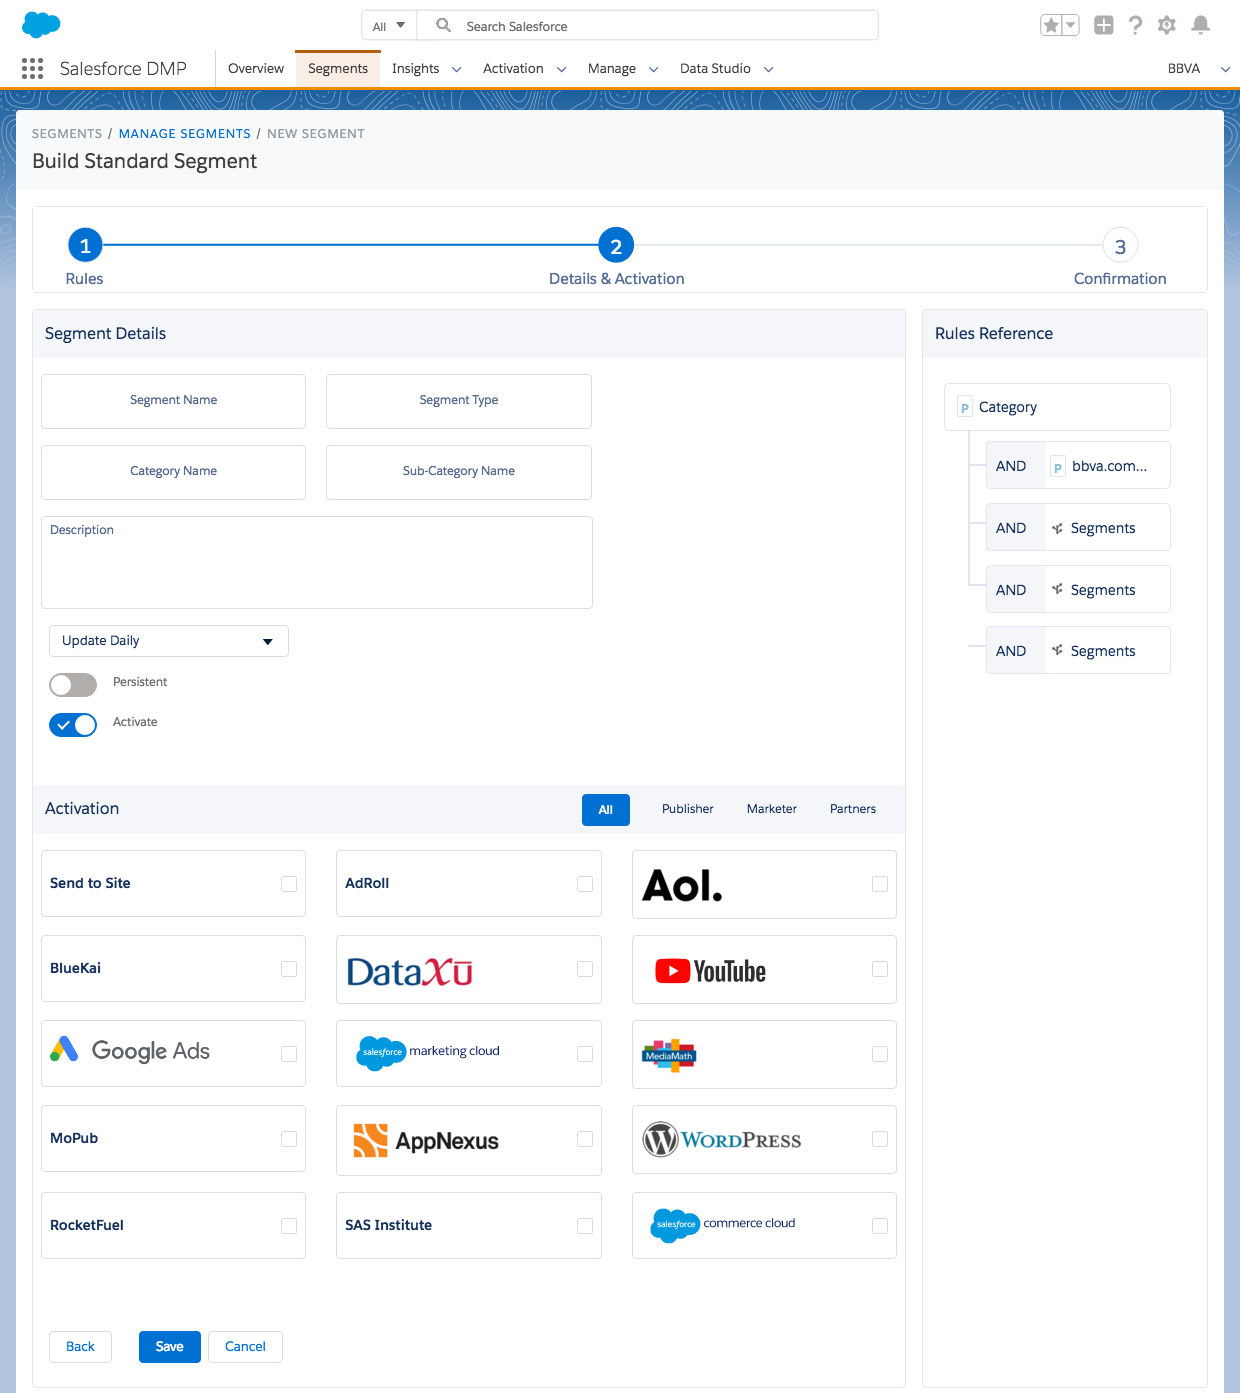 All
Search Salesforce
Salesforce DMP
Overview
Segments
Insights
Activation
Manage
Data Studio
BBVA
SEGMENTS / MANAGE SEGMENTS / NEW SEGMENT
Build Standard Segment
1
2
3
Rules
Details & Activation
Confirmation
Segment Details
Segment Name
Segment Type
Category Name
Sub-Category Name
Description
Update Daily
Persistent
Activate
Rules Reference
P Category
AND P bbva.com...
AND Segments
AND Segments
AND Segments
Activation
All
Publisher
Marketer
Partners
Send to Site
AdRoll
Aol.
BlueKai
DataXū
YouTube
Google Ads
salesforce marketing cloud
MediaMath
MoPub
AppNexus
WORDPRESS
RocketFuel
SAS Institute
salesforce commerce cloud
Back
Save
Cancel